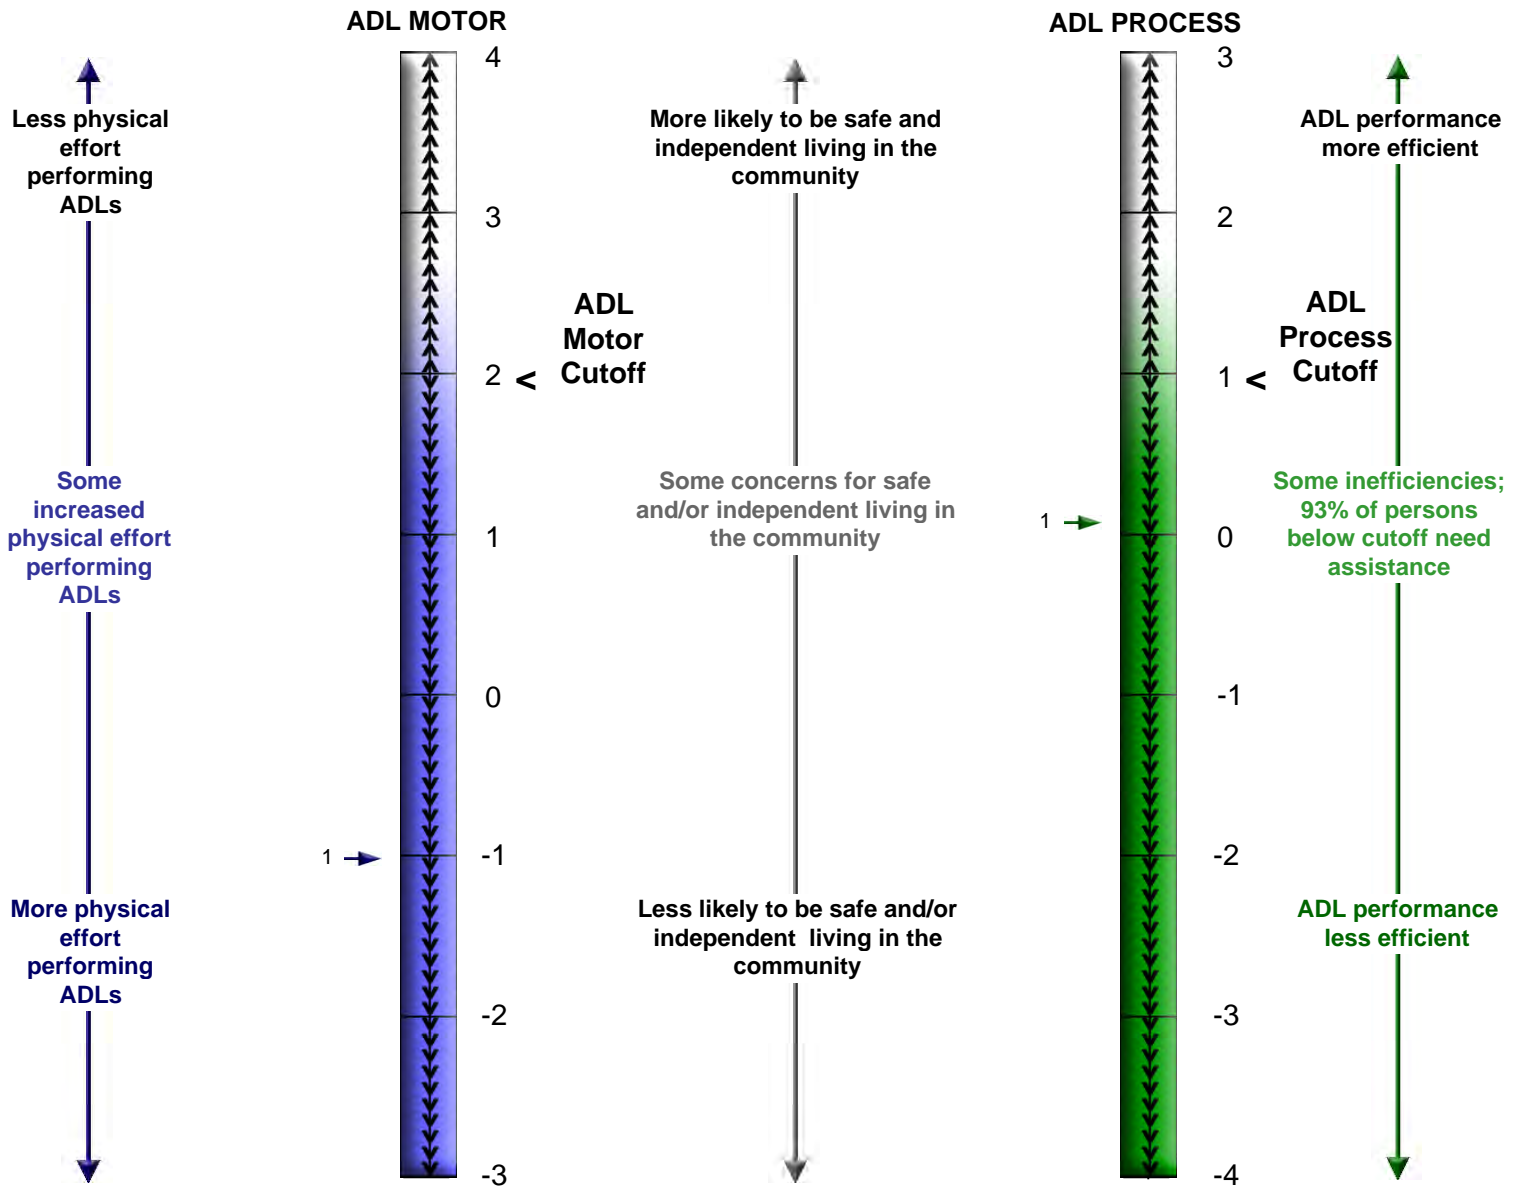 ADL MOTOR
ADL PROCESS
Less physical
effort
performing
ADLs
Some
increased
physical effort
performing
ADLs
More physical
effort
performing
ADLs
4
3
2
1
0
-1
-2
-3
<
ADL
Motor
Cutoff
1
More likely to be safe and
independent living in the
community
Some concerns for safe
and/or independent living in
the community
Less likely to be safe and/or
independent living in the
community
1
3
2
1
0
-1
-2
-3
-4
<
ADL
Process
Cutoff
ADL performance
more efficient
Some inefficiencies;
93% of persons
below cutoff need
assistance
ADL performance
less efficient